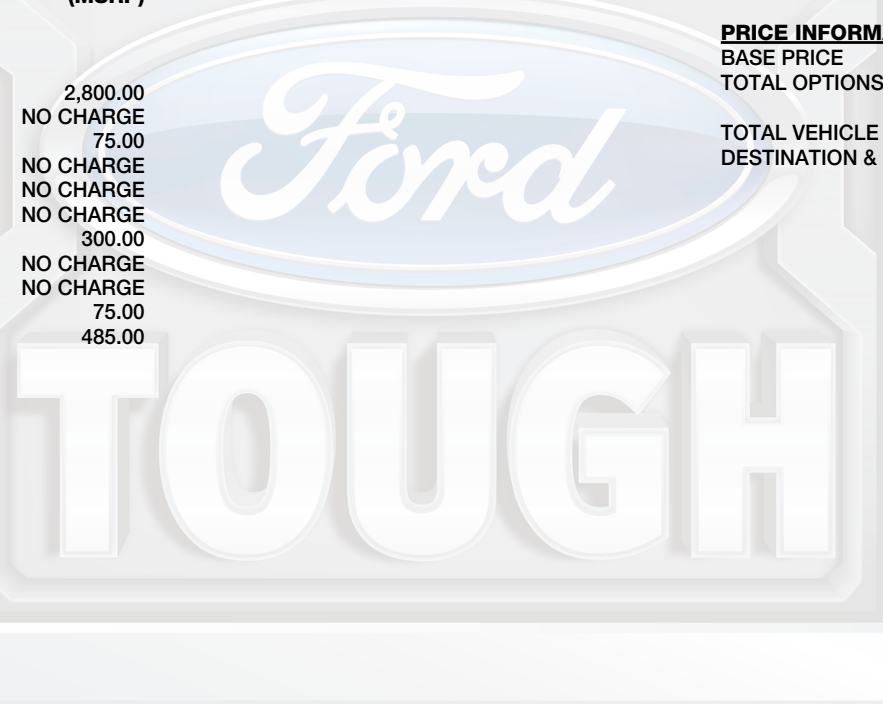 (MSRP)
2,800.00
NO CHARGE
75.00
NO CHARGE
NO CHARGE
NO CHARGE
300.00
NO CHARGE
NO CHARGE
75.00
485.00
PRICE INFORMA
BASE PRICE
TOTAL OPTIONS
TOTAL VEHICLE
DESTINATION &
Ford
TOUGH